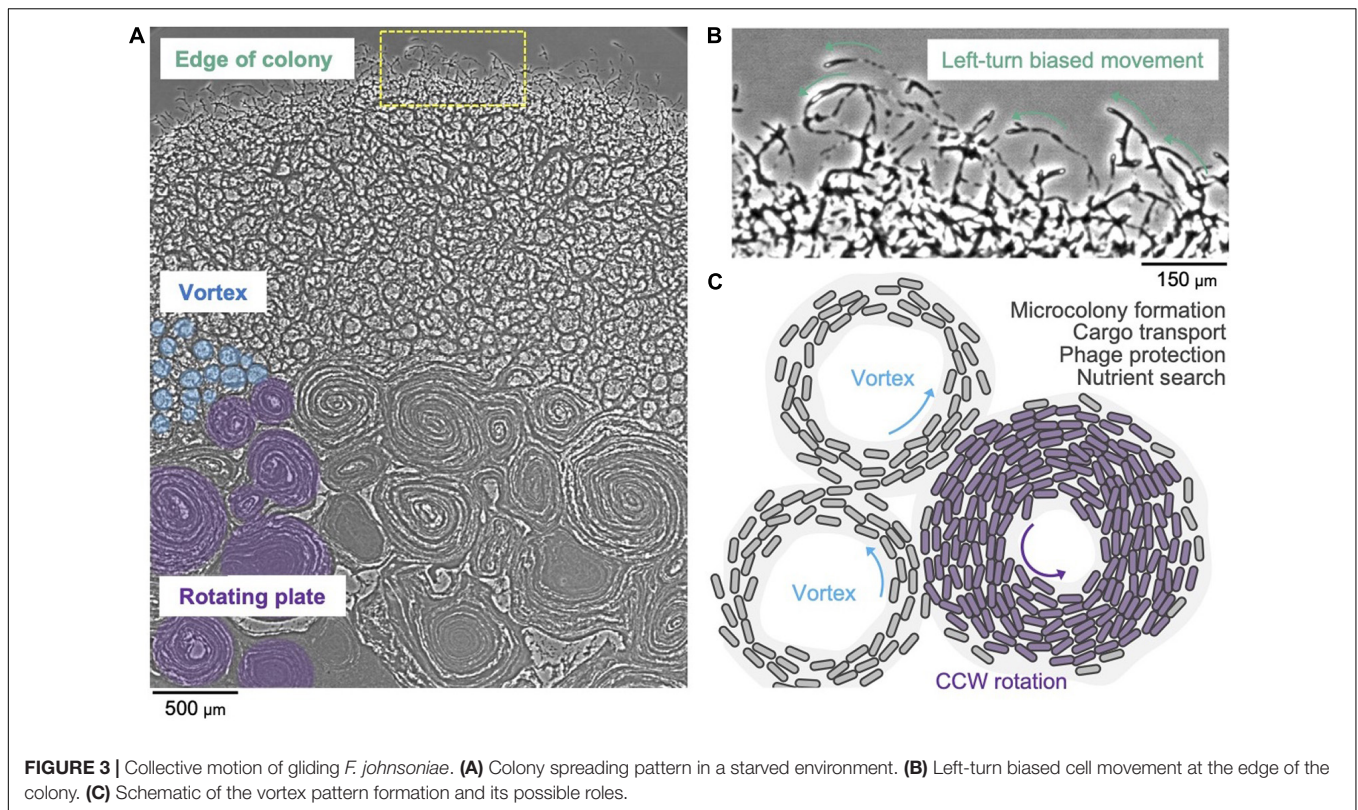 A
Edge of colony
Vortex
Rotating plate
500 µm
B
Left-turn biased movement
150 µm
C
Microcolony formation
Cargo transport
Phage protection
Nutrient search
Vortex
Vortex
CCW rotation
FIGURE 3 | Collective motion of gliding F. johnsoniae. (A) Colony spreading pattern in a starved environment. (B) Left-turn biased cell movement at the edge of the
colony. (C) Schematic of the vortex pattern formation and its possible roles.